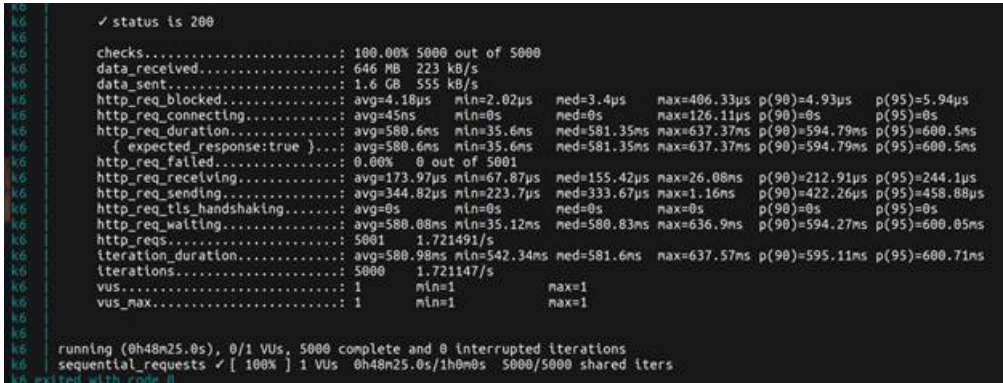 k6 |
k6 | ✓ status is 200
k6 |
k6 | checks.........................: 100.00% 5000 out of 5000
k6 | data_received..................: 646 MB 223 kB/s
k6 | data_sent......................: 1.6 GB 555 kB/s
k6 | http_req_blocked...............: avg=4.18µs min=2.02µs med=3.4µs max=406.33µs p(90)=4.93µs p(95)=5.94µs
k6 | http_req_connecting............: avg=45ns min=0s med=0s max=126.11µs p(90)=0s p(95)=0s
k6 | http_req_duration..............: avg=580.6ms min=35.6ms med=581.35ms max=637.37ms p(90)=594.79ms p(95)=600.5ms
k6 | { expected_response:true }...: avg=580.6ms min=35.6ms med=581.35ms max=637.37ms p(90)=594.79ms p(95)=600.5ms
k6 | http_req_failed................: 0.00% 0 out of 5001
k6 | http_req_receiving.............: avg=173.97µs min=67.87µs med=155.42µs max=26.08ms p(90)=212.91µs p(95)=244.1µs
k6 | http_req_sending...............: avg=344.82µs min=223.7µs med=333.67µs max=1.16ms p(90)=422.26µs p(95)=458.88µs
k6 | http_req_tls_handshaking.......: avg=0s min=0s med=0s max=0s p(90)=0s p(95)=0s
k6 | http_req_waiting...............: avg=580.08ms min=35.12ms med=580.83ms max=636.9ms p(90)=594.27ms p(95)=600.05ms
k6 | http_reqs......................: 5001 1.721491/s
k6 | iteration_duration.............: avg=580.98ms min=542.34ms med=581.6ms max=637.57ms p(90)=595.11ms p(95)=600.71ms
k6 | iterations.....................: 5000 1.721147/s
k6 | vus............................: 1 min=1 max=1
k6 | vus_max........................: 1 min=1 max=1
k6 |
k6 |
k6 | running (0h48m25.0s), 0/1 VUs, 5000 complete and 0 interrupted iterations
k6 | sequential_requests ✓ [ 100% ] 1 VUs 0h48m25.0s/1h0m0s 5000/5000 shared iters
k6 exited with code 0